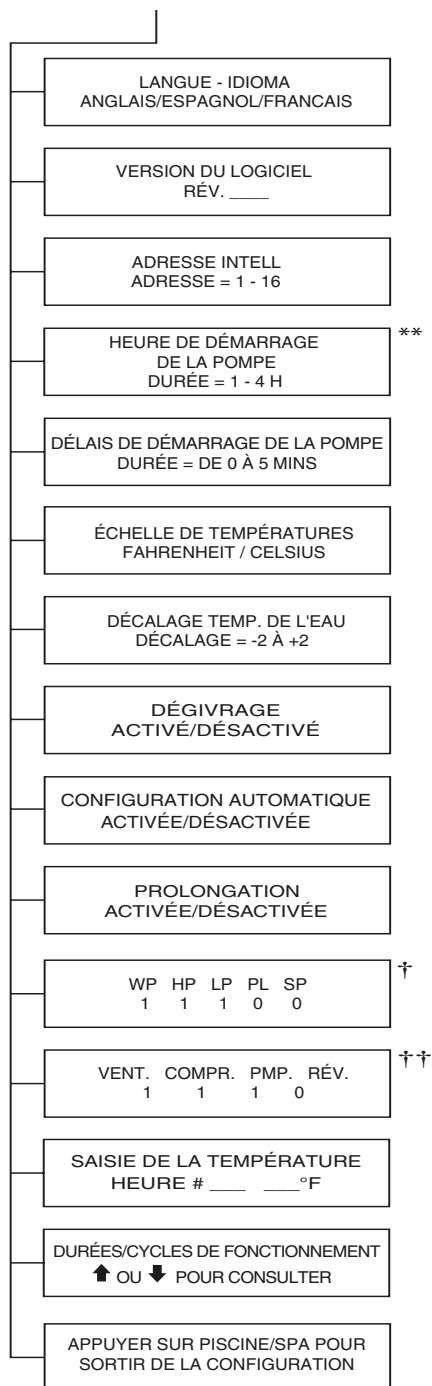 LANGUE - IDIOMA
ANGLAIS/ESPAGNOL/FRANCAIS
VERSION DU LOGICIEL
RÉV. ____
ADRESSE INTELL
ADRESSE = 1 - 16
HEURE DE DÉMARRAGE **
DE LA POMPE
DURÉE = 1 - 4 H
DÉLAIS DE DÉMARRAGE DE LA POMPE
DURÉE = DE 0 À 5 MINS
ÉCHELLE DE TEMPÉRATURES
FAHRENHEIT / CELSIUS
DÉCALAGE TEMP. DE L'EAU
DÉCALAGE = -2 À +2
DÉGIVRAGE
ACTIVÉ/DÉSACTIVÉ
CONFIGURATION AUTOMATIQUE
ACTIVÉE/DÉSACTIVÉE
PROLONGATION
ACTIVÉE/DÉSACTIVÉE
WP HP LP PL SP †
1 1 1 0 0
VENT. COMPR. PMP. RÉV. ††
1 1 1 0
SAISIE DE LA TEMPÉRATURE
HEURE # ___ ___°F
DURÉES/CYCLES DE FONCTIONNEMENT
⬆ OU ⬇ POUR CONSULTER
APPUYER SUR PISCINE/SPA POUR
SORTIR DE LA CONFIGURATION